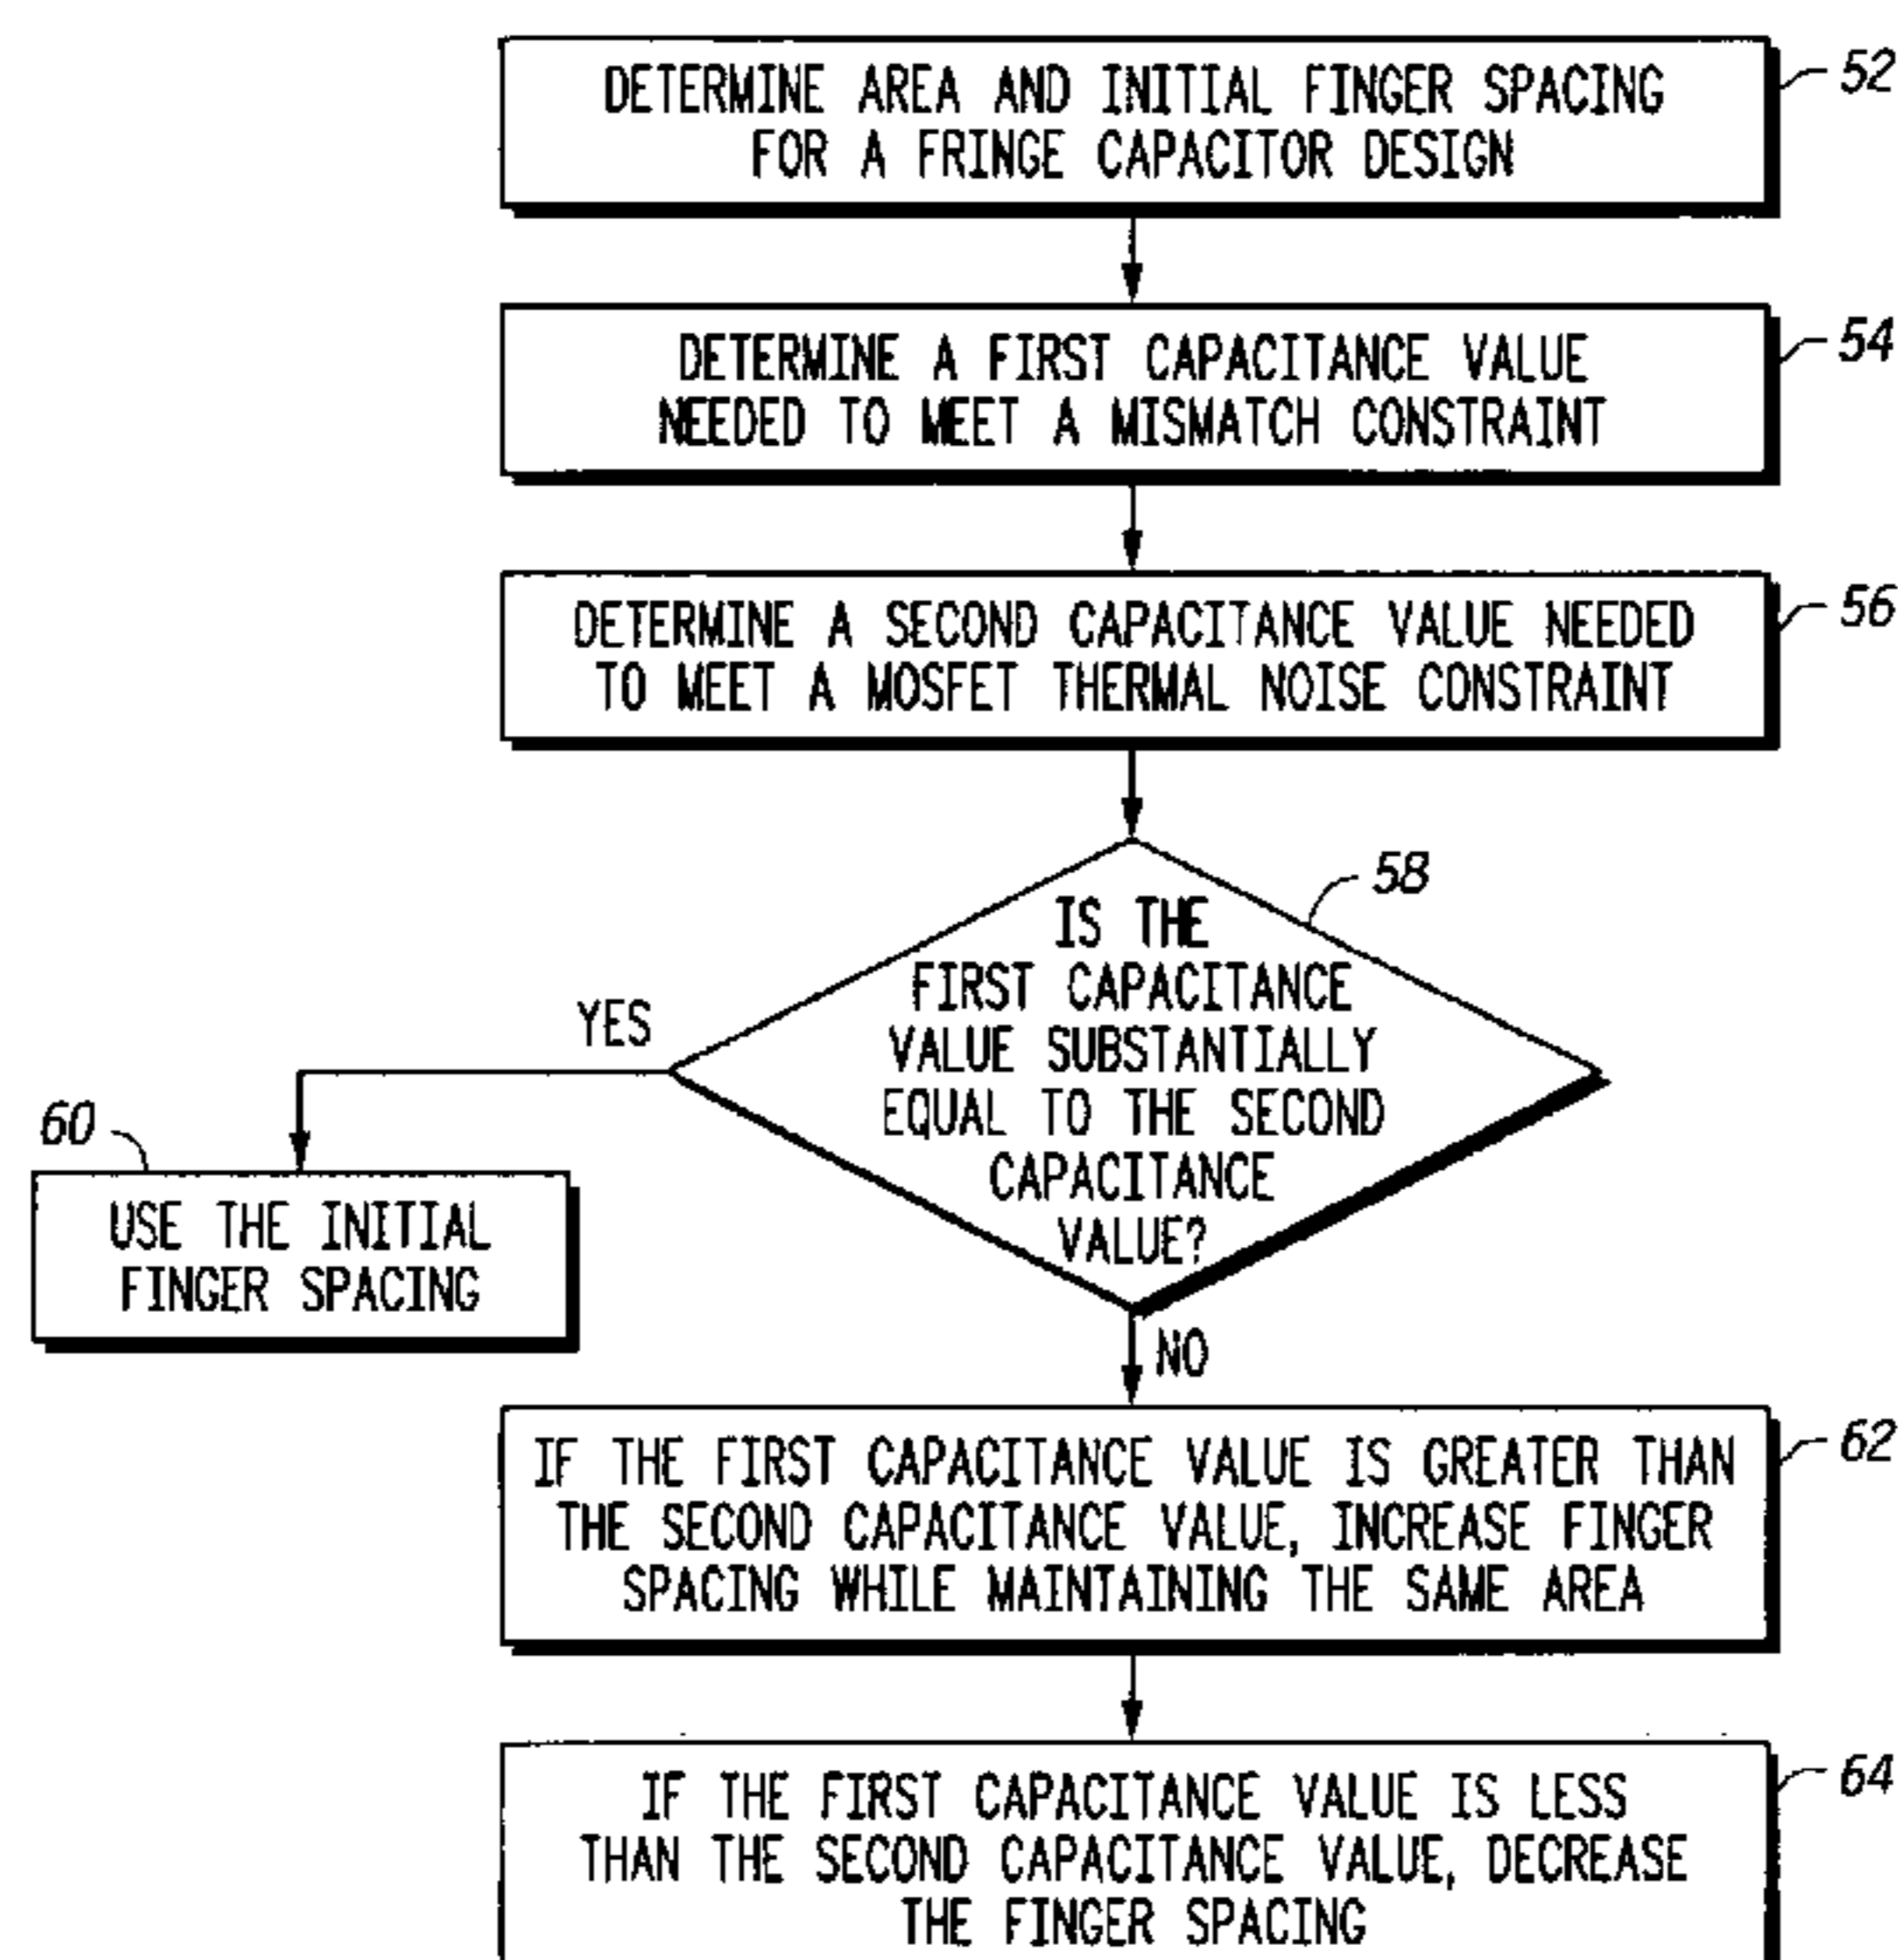 DETERMINE AREA AND INITIAL FINGER SPACING
FOR A FRINGE CAPACITOR DESIGN
52
DETERMINE A FIRST CAPACITANCE VALUE
NEEDED TO MEET A MISMATCH CONSTRAINT
54
DETERMINE A SECOND CAPACITANCE VALUE NEEDED
TO MEET A MOSFET THERMAL NOISE CONSTRAINT
56
58
IS THE
FIRST CAPACITANCE
VALUE SUBSTANTIALLY
EQUAL TO THE SECOND
CAPACITANCE
VALUE?
YES
60
USE THE INITIAL
FINGER SPACING
NO
IF THE FIRST CAPACITANCE VALUE IS GREATER THAN
THE SECOND CAPACITANCE VALUE, INCREASE FINGER
SPACING WHILE MAINTAINING THE SAME AREA
62
IF THE FIRST CAPACITANCE VALUE IS LESS
THAN THE SECOND CAPACITANCE VALUE, DECREASE
THE FINGER SPACING
64